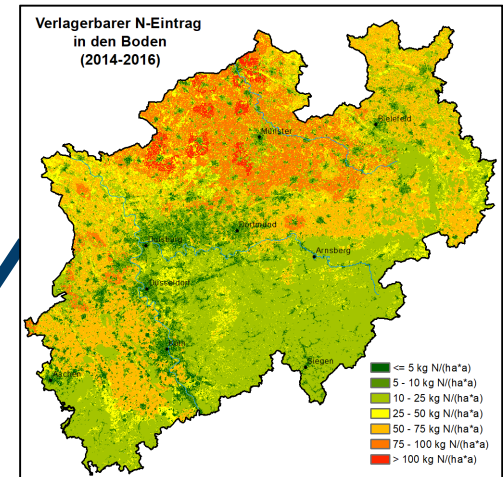 Verlagerbarer N-Eintrag
in den Boden
(2014-2016)
Münster
Bielefeld
Dortmund
Duisburg
Arnsberg
Düsseldorf
Köln
Aachen
Siegen
<= 5 kg N/(ha*a)
5 - 10 kg N/(ha*a)
10 - 25 kg N/(ha*a)
25 - 50 kg N/(ha*a)
50 - 75 kg N/(ha*a)
75 - 100 kg N/(ha*a)
> 100 kg N/(ha*a)